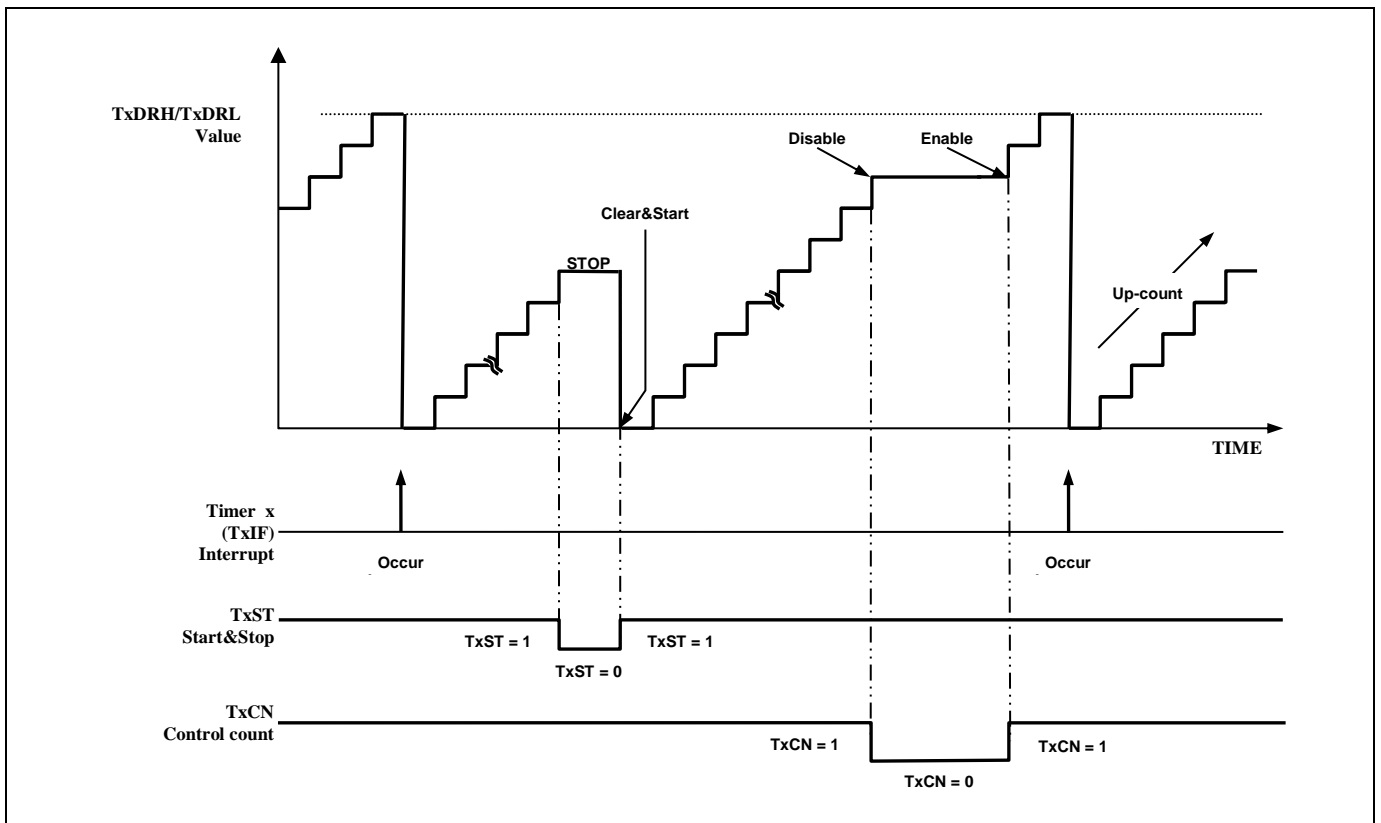 TxDRH/TxDRL
Value
Disable
Enable
Clear&Start
STOP
Up-count
TIME
Timer x
(TxIF)
Interrupt
Occur
Occur
TxST
Start&Stop
TxST = 1
TxST = 0
TxST = 1
TxCN
Control count
TxCN = 1
TxCN = 0
TxCN = 1